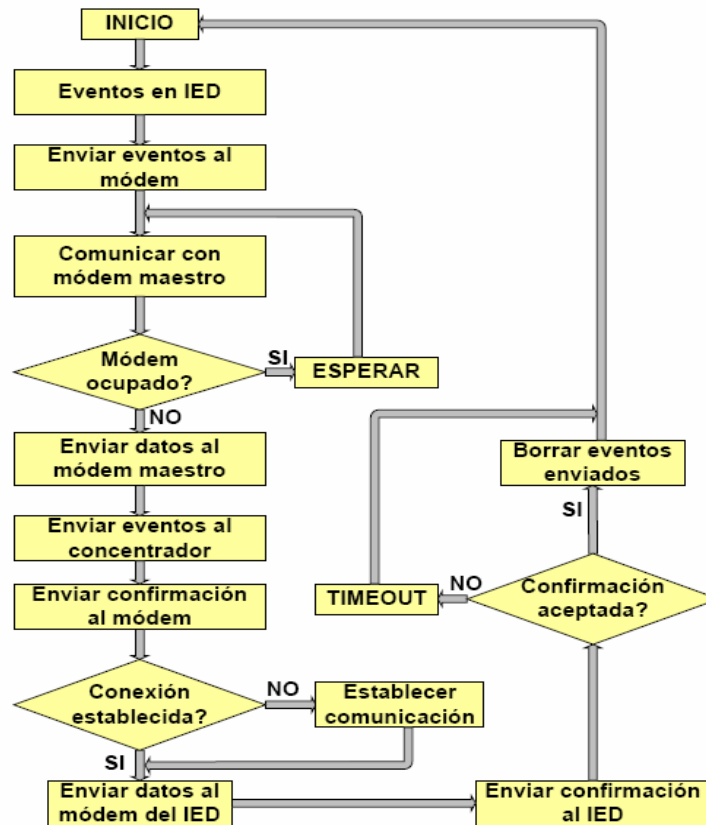 INICIO
Eventos en IED
Enviar eventos al
módem
Comunicar con
módem maestro
Módem
ocupado?
SI
ESPERAR
NO
Enviar datos al
módem maestro
Enviar eventos al
concentrador
Enviar confirmación
al módem
Conexión
establecida?
NO
Establecer
comunicación
SI
Enviar datos al
módem del IED
Enviar confirmación
al IED
Confirmación
aceptada?
NO
TIMEOUT
SI
Borrar eventos
enviados